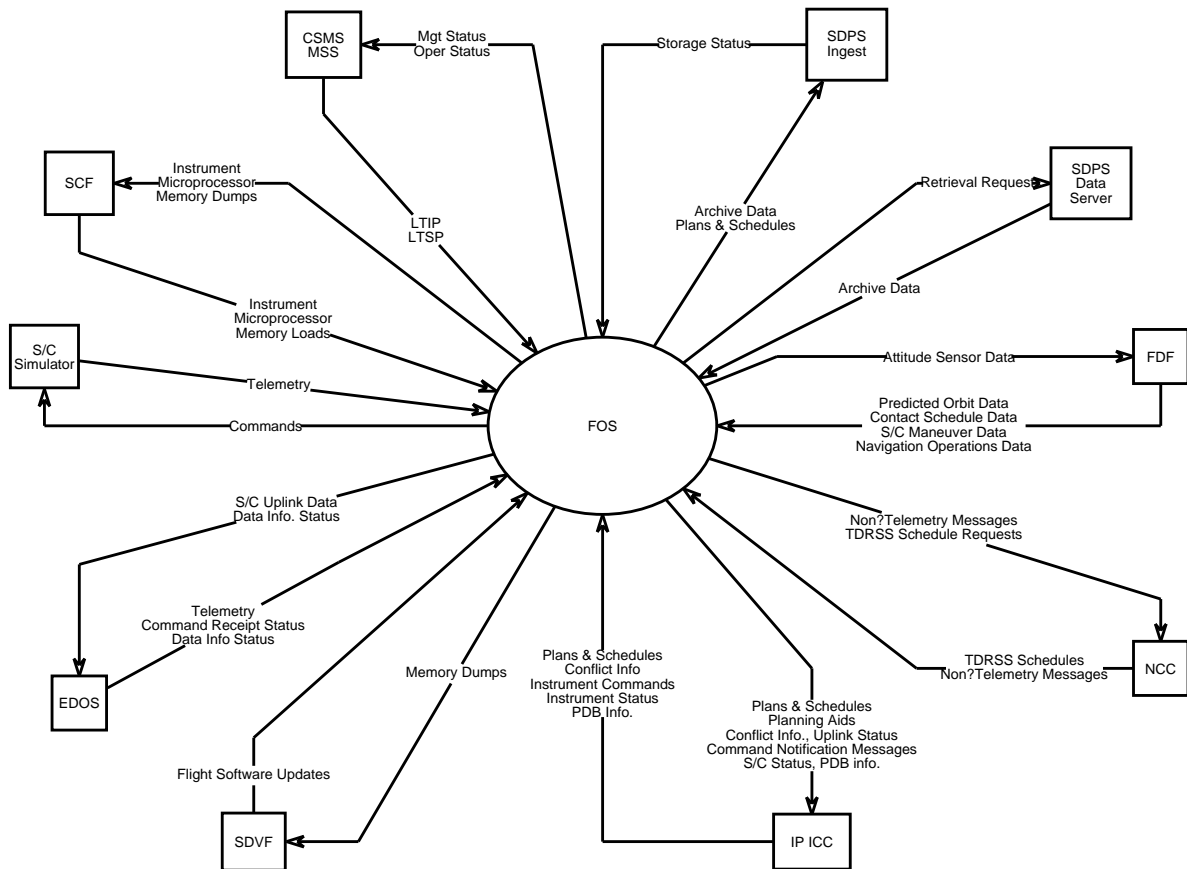 CSMS
MSS
Mgt Status
Oper Status
Storage Status
SDPS
Ingest
SCF
Instrument
Microprocessor
Memory Dumps
LTIP
LTSP
Archive Data
Plans & Schedules
Retrieval Request
SDPS
Data
Server
Archive Data
Instrument
Microprocessor
Memory Loads
S/C
Simulator
Telemetry
Commands
FOS
Attitude Sensor Data
FDF
Predicted Orbit Data
Contact Schedule Data
S/C Maneuver Data
Navigation Operations Data
S/C Uplink Data
Data Info. Status
Non?Telemetry Messages
TDRSS Schedule Requests
Telemetry
Command Receipt Status
Data Info Status
EDOS
Memory Dumps
Plans & Schedules
Conflict Info
Instrument Commands
Instrument Status
PDB Info.
TDRSS Schedules
Non?Telemetry Messages
NCC
Plans & Schedules
Planning Aids
Conflict Info., Uplink Status
Command Notification Messages
S/C Status, PDB info.
Flight Software Updates
SDVF
IP ICC